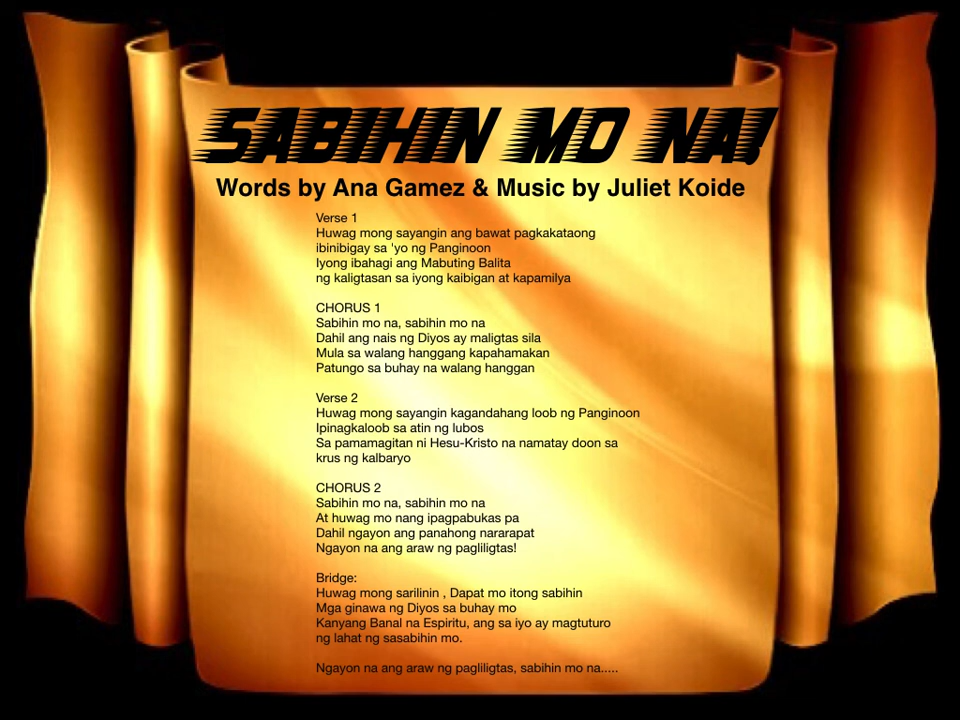 SABIHIN MO NA!
Words by Ana Gamez & Music by Juliet Koide
Verse 1
Huwag mong sayangin ang bawat pagkakataong
ibinibigay sa 'yo ng Panginoon
Iyong ibahagi ang Mabuting Balita
ng kaligtasan sa iyong kaibigan at kapamilya
CHORUS 1
Sabihin mo na, sabihin mo na
Dahil ang nais ng Diyos ay maligtas sila
Mula sa walang hanggang kapahamakan
Patungo sa buhay na walang hanggan
Verse 2
Huwag mong sayangin kagandahang loob ng Panginoon
Ipinagkaloob sa atin ng lubos
Sa pamamagitan ni Hesu-Kristo na namatay doon sa
krus ng kalbaryo
CHORUS 2
Sabihin mo na, sabihin mo na
At huwag mo nang ipagpabukas pa
Dahil ngayon ang panahong nararapat
Ngayon na ang araw ng pagliligtas!
Bridge:
Huwag mong sarilinin , Dapat mo itong sabihin
Mga ginawa ng Diyos sa buhay mo
Kanyang Banal na Espiritu, ang sa iyo ay magtuturo
ng lahat ng sasabihin mo.
Ngayon na ang araw ng pagliligtas, sabihin mo na.....